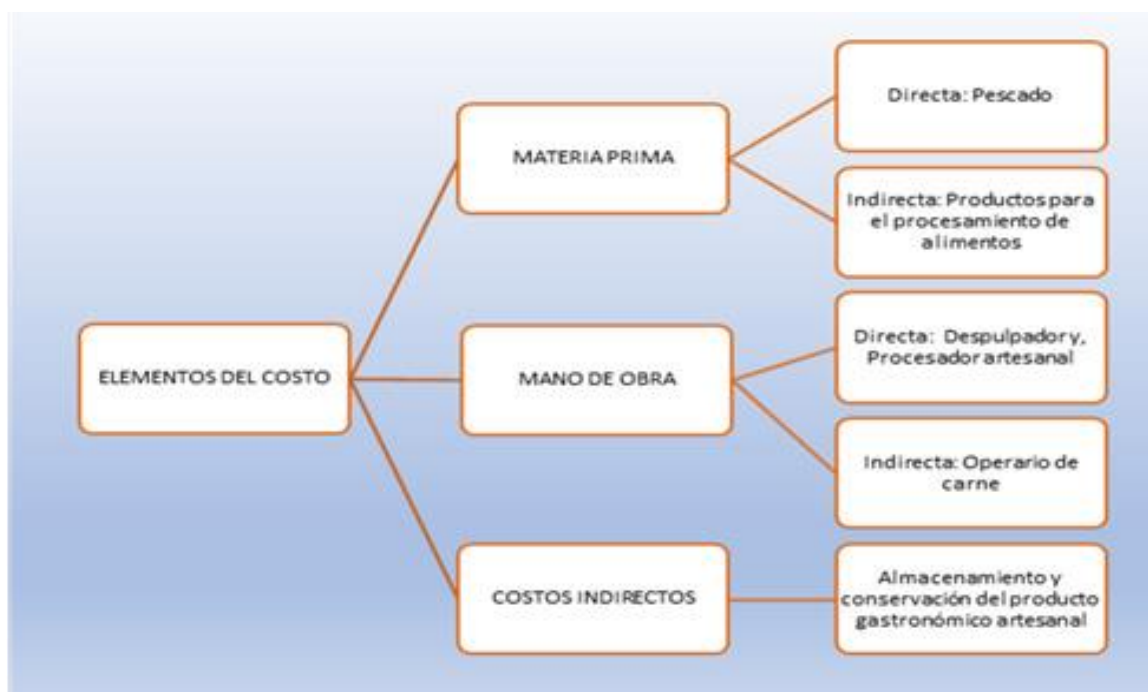 ELEMENTOS DEL COSTO
MATERIA PRIMA
Directa: Pescado
Indirecta: Productos para
el procesamiento de
alimentos
MANO DE OBRA
Directa: Despulpador y,
Procesador artesanal
Indirecta: Operario de
carne
COSTOS INDIRECTOS
Almacenamiento y
conservación del producto
gastronómico artesanal